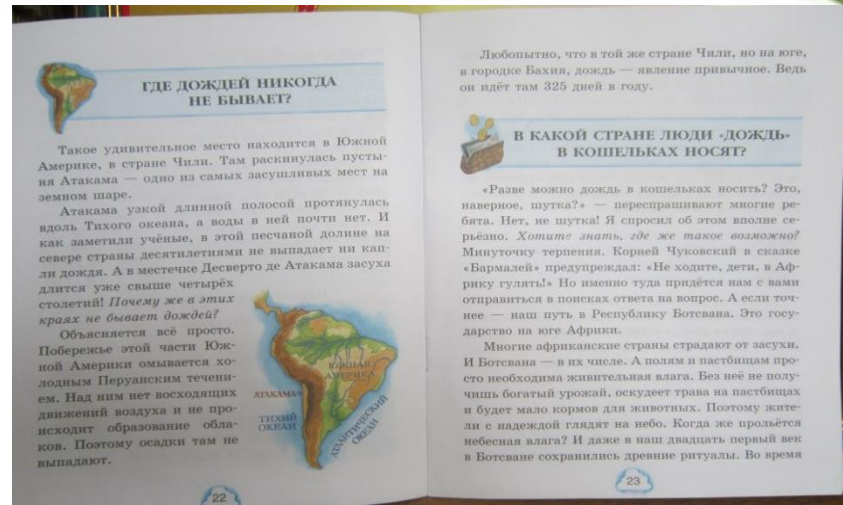 ГДЕ ДОЖДЕЙ НИКОГДА
НЕ БЫВАЕТ?
Такое удивительное место находится в Южной
Америке, в стране Чили. Там раскинулась пусты-
ня Атакама — одно из самых засушливых мест на
земном шаре.
Атакама узкой длинной полосой протянулась
вдоль Тихого океана, а воды в ней почти нет. И
как заметили учёные, в этой песчаной долине на
севере страны десятилетиями не выпадает ни кап-
ли дождя. А в местечке Десверто де Атакама засуха
длится уже свыше четырёх
столетий! Почему же в этих
краях не бывает дождей?
Объясняется всё просто.
Побережье этой части Юж-
ной Америки омывается хо-
лодным Перуанским течени-
ем. Над ним нет восходящих
движений воздуха и не про-
исходит образование обла-
ков. Поэтому осадки там не
выпадают.
ЮЖНАЯ
АМЕРИКА
АТАКАМА
ТИХИЙ
ОКЕАН
АТЛАНТИЧЕСКИЙ
ОКЕАН
22
Любопытно, что в той же стране Чили, но на юге,
в городке Бахия, дождь — явление привычное. Ведь
он идёт там 325 дней в году.
В КАКОЙ СТРАНЕ ЛЮДИ «ДОЖДЬ»
В КОШЕЛЬКАХ НОСЯТ?
«Разве можно дождь в кошельках носить? Это,
наверное, шутка?» — переспрашивают многие ре-
бята. Нет, не шутка! Я спросил об этом вполне се-
рьёзно. Хотите знать, где же такое возможно?
Минуточку терпения. Корней Чуковский в сказке
«Бармалей» предупреждал: «Не ходите, дети, в Аф-
рику гулять!» Но именно туда придётся нам с вами
отправиться в поисках ответа на вопрос. А если точ-
нее — наш путь в Республику Ботсвана. Это госу-
дарство на юге Африки.
Многие африканские страны страдают от засухи.
И Ботсвана — в их числе. А полям и пастбищам про-
сто необходима живительная влага. Без неё не полу-
чишь богатый урожай, оскудеет трава на пастбищах
и будет мало кормов для животных. Поэтому жите-
ли с надеждой глядят на небо. Когда же прольётся
небесная влага? И даже в наш двадцать первый век
в Ботсване сохранились древние ритуалы. Во время
23